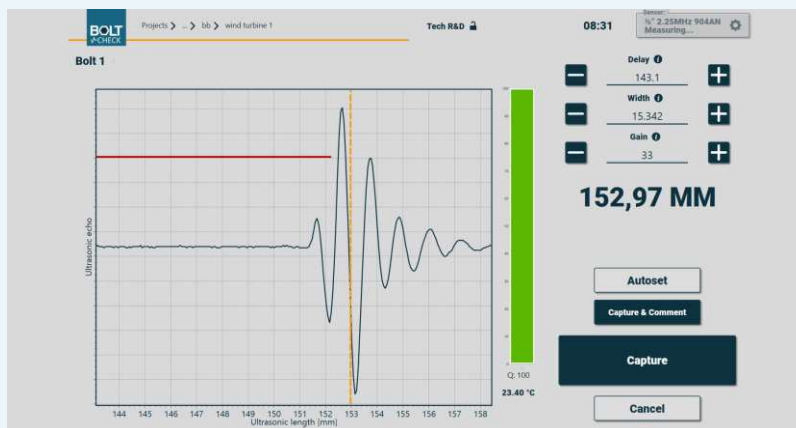 BOLT
CHECK
Projects ❯ ... ❯ bb ❯ wind turbine 1
Tech R&D
08:31
Sensor:
½" 2.25MHz 904AN
Measuring...
Bolt 1
Delay
143.1
Width
15.342
Gain
33
152,97 MM
Ultrasonic echo
144 145 146 147 148 149 150 151 152 153 154 155 156 157 158
Ultrasonic length [mm]
Q: 100
23.40 °C
Autoset
Capture & Comment
Capture
Cancel